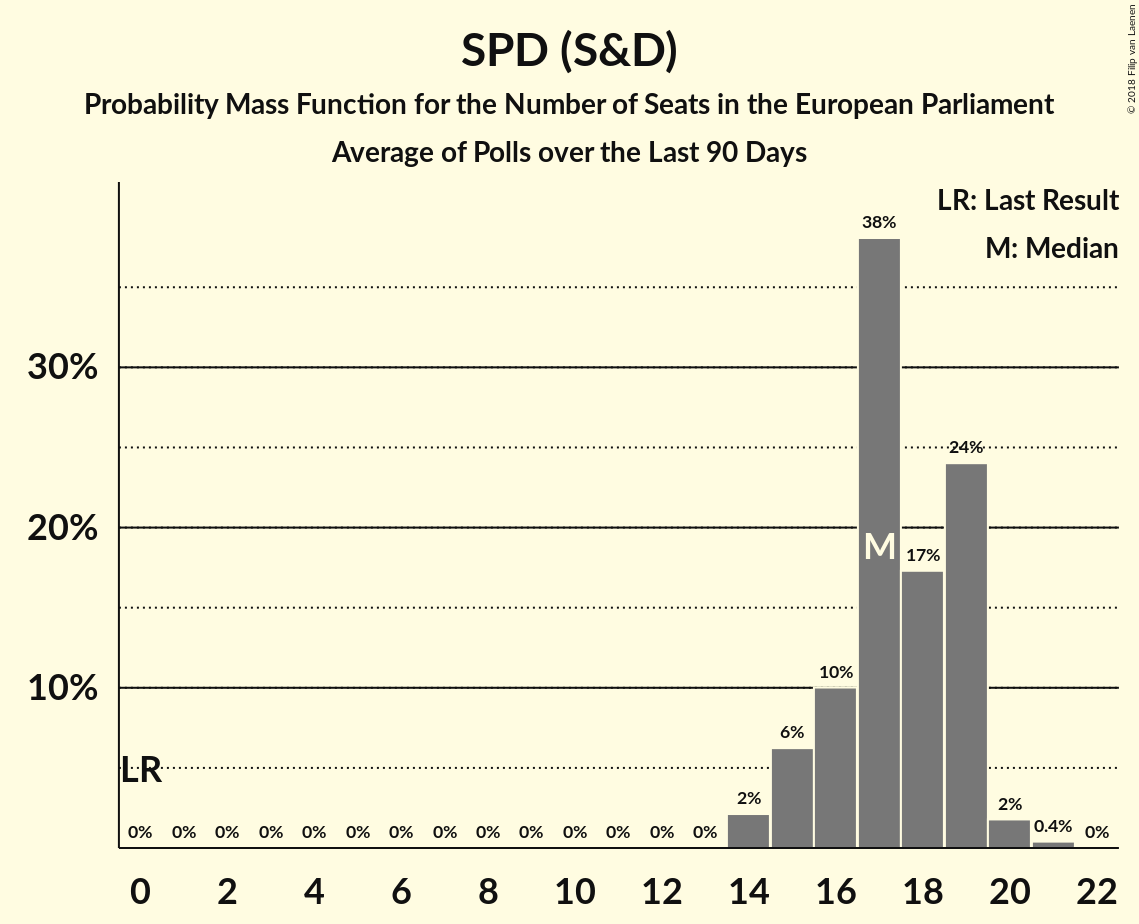 SPD (S&D)
Probability Mass Function for the Number of Seats in the European Parliament
Average of Polls over the Last 90 Days
© 2018 Filip van Laenen
LR: Last Result
M: Median
38%
30%
24%
20%
M
17%
10%
10%
6%
LR
2%
2%
0.4%
0% 0% 0% 0% 0% 0% 0% 0% 0% 0% 0% 0% 0% 0% 0%
0 2 4 6 8 10 12 14 16 18 20 22